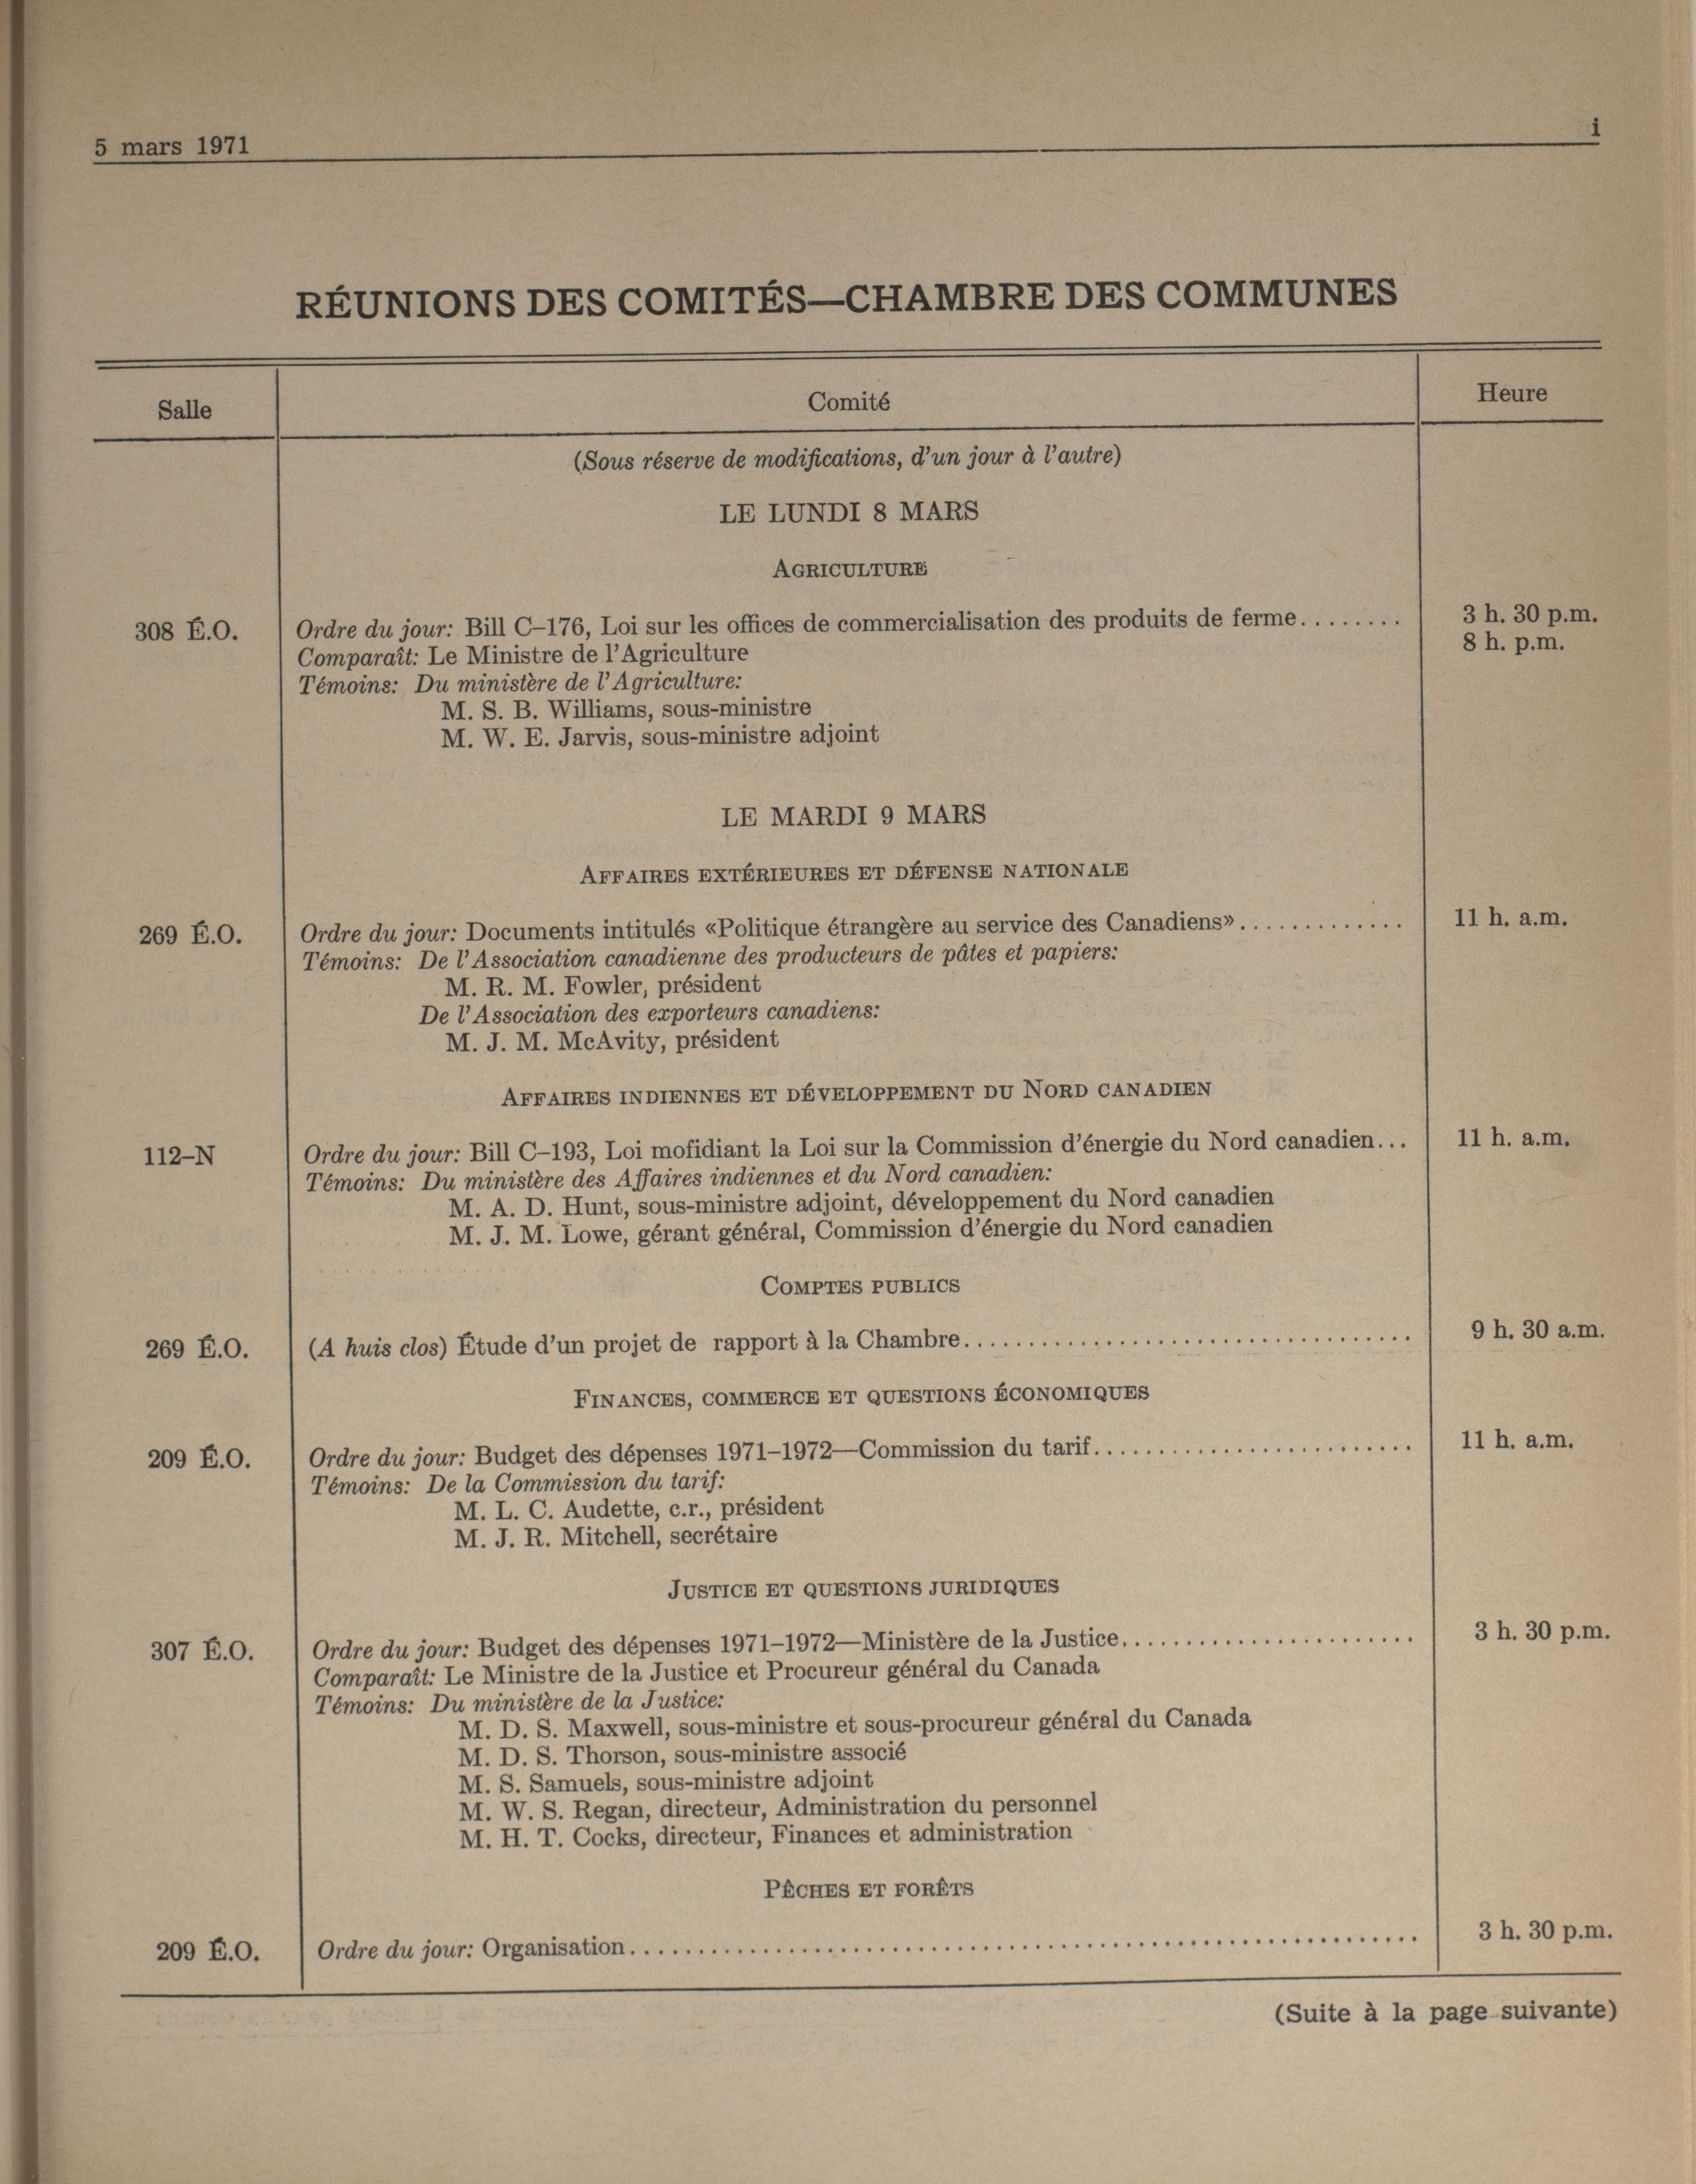 5 mars 1971 i
RÉUNIONS DES COMITÉS—CHAMBRE DES COMMUNES
Salle Comité Heure
(Sous réserve de modifications, d'un jour à l'autre)
LE LUNDI 8 MARS
AGRICULTURE
308 É.O. Ordre du jour: Bill C–176, Loi sur les offices de commercialisation des produits de ferme........ 3 h. 30 p.m.
8 h. p.m.
Comparaît: Le Ministre de l'Agriculture
Témoins: Du ministère de l'Agriculture:
M. S. B. Williams, sous-ministre
M. W. E. Jarvis, sous-ministre adjoint
LE MARDI 9 MARS
AFFAIRES EXTÉRIEURES ET DÉFENSE NATIONALE
269 É.O. Ordre du jour: Documents intitulés «Politique étrangère au service des Canadiens»............. 11 h. a.m.
Témoins: De l'Association canadienne des producteurs de pâtes et papiers:
M. R. M. Fowler, président
De l'Association des exporteurs canadiens:
M. J. M. McAvity, président
AFFAIRES INDIENNES ET DÉVELOPPEMENT DU NORD CANADIEN
112–N Ordre du jour: Bill C–193, Loi mofidiant la Loi sur la Commission d'énergie du Nord canadien... 11 h. a.m.
Témoins: Du ministère des Affaires indiennes et du Nord canadien:
M. A. D. Hunt, sous-ministre adjoint, développement du Nord canadien
M. J. M. Lowe, gérant général, Commission d'énergie du Nord canadien
COMPTES PUBLICS
269 É.O. (A huis clos) Étude d'un projet de rapport à la Chambre................................... 9 h. 30 a.m.
FINANCES, COMMERCE ET QUESTIONS ÉCONOMIQUES
209 É.O. Ordre du jour: Budget des dépenses 1971–1972—Commission du tarif......................... 11 h. a.m.
Témoins: De la Commission du tarif:
M. L. C. Audette, c.r., président
M. J. R. Mitchell, secrétaire
JUSTICE ET QUESTIONS JURIDIQUES
307 É.O. Ordre du jour: Budget des dépenses 1971–1972—Ministère de la Justice....................... 3 h. 30 p.m.
Comparaît: Le Ministre de la Justice et Procureur général du Canada
Témoins: Du ministère de la Justice:
M. D. S. Maxwell, sous-ministre et sous-procureur général du Canada
M. D. S. Thorson, sous-ministre associé
M. S. Samuels, sous-ministre adjoint
M. W. S. Regan, directeur, Administration du personnel
M. H. T. Cocks, directeur, Finances et administration
PÊCHES ET FORÊTS
209 É.O. Ordre du jour: Organisation.............................................................. 3 h. 30 p.m.
(Suite à la page suivante)